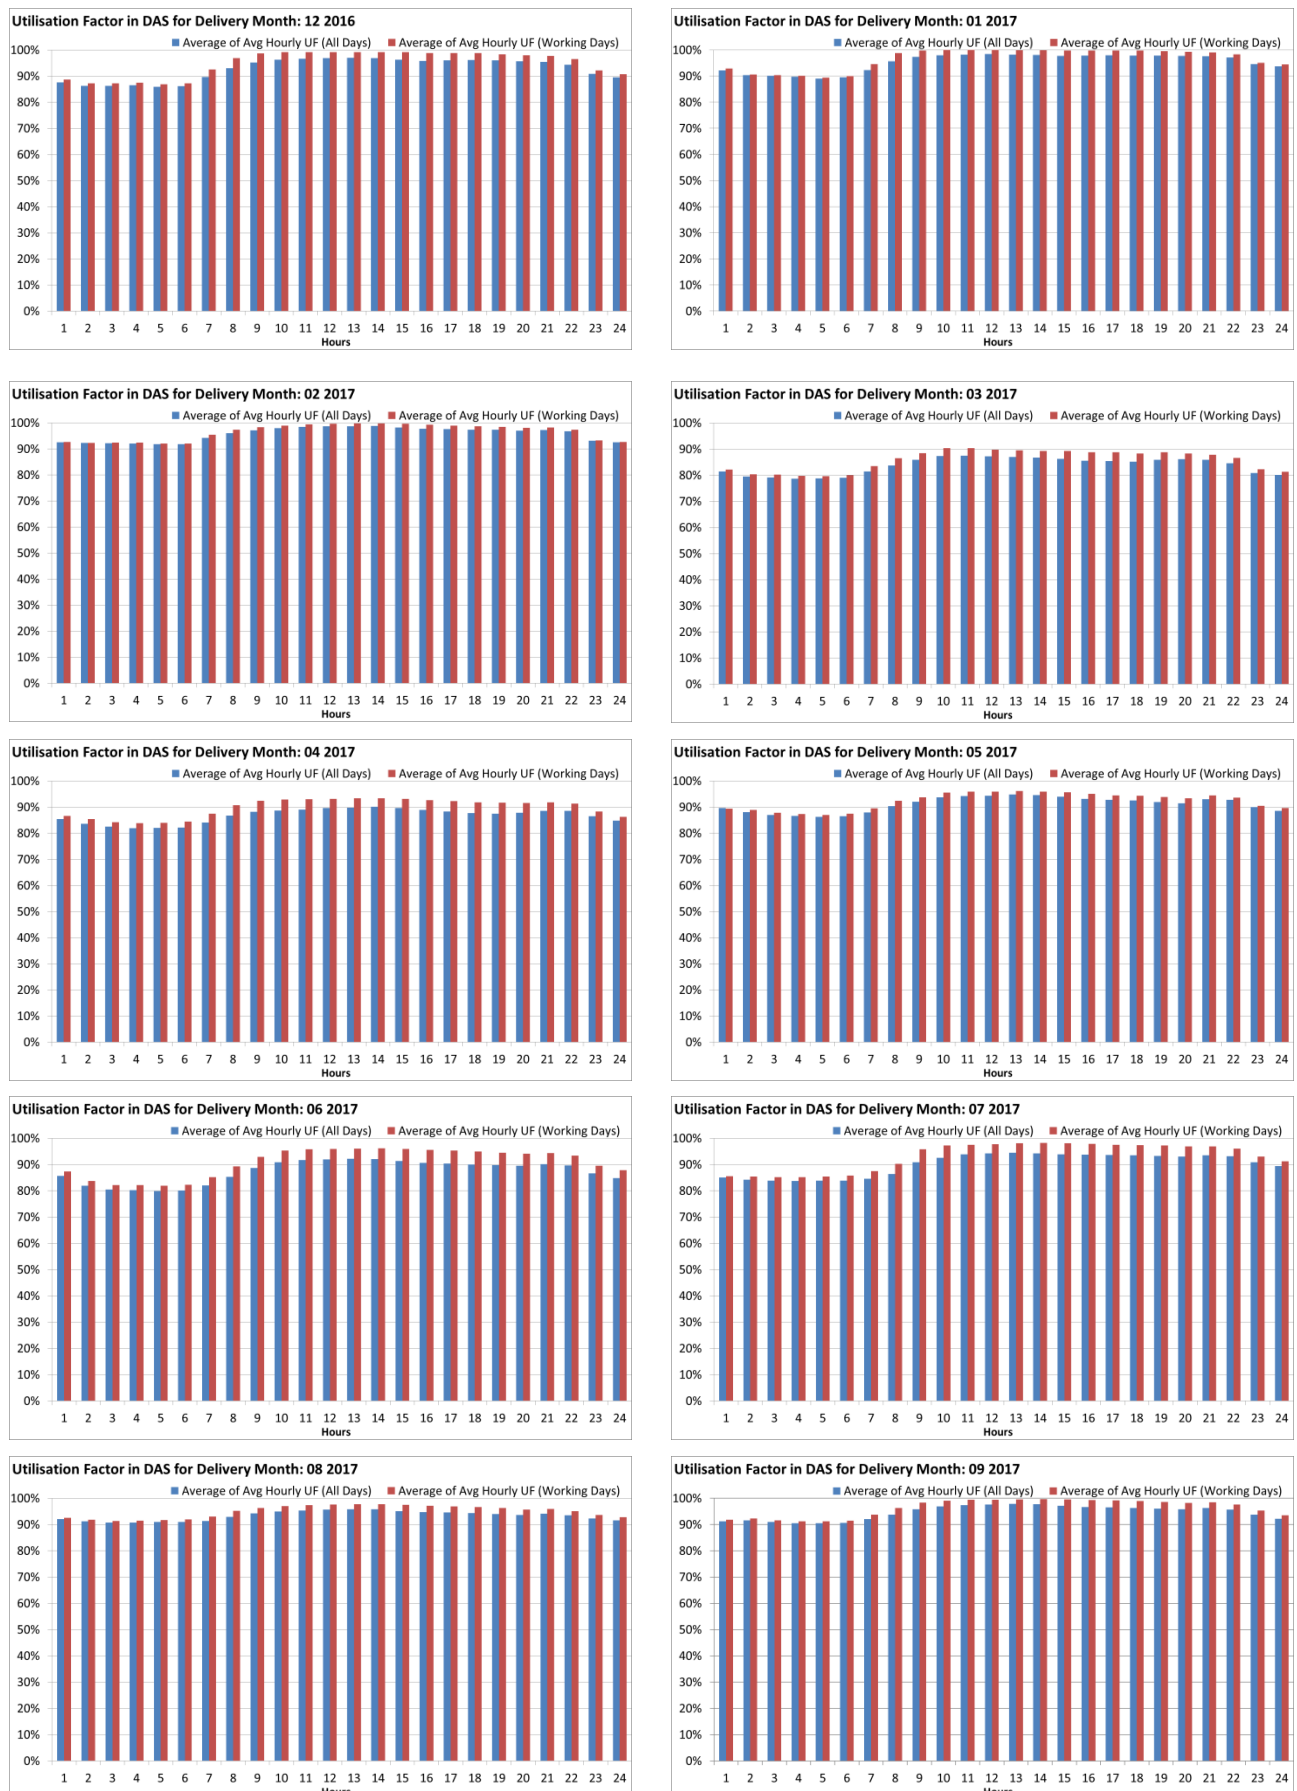 Utilisation Factor in DAS for Delivery Month: 12 2016
Average of Avg Hourly UF (All Days) Average of Avg Hourly UF (Working Days)
100%
90%
80%
70%
60%
50%
40%
30%
20%
10%
0%
1 2 3 4 5 6 7 8 9 10 11 12 13 14 15 16 17 18 19 20 21 22 23 24
Hours
Utilisation Factor in DAS for Delivery Month: 01 2017
Average of Avg Hourly UF (All Days) Average of Avg Hourly UF (Working Days)
100%
90%
80%
70%
60%
50%
40%
30%
20%
10%
0%
1 2 3 4 5 6 7 8 9 10 11 12 13 14 15 16 17 18 19 20 21 22 23 24
Hours
Utilisation Factor in DAS for Delivery Month: 02 2017
Average of Avg Hourly UF (All Days) Average of Avg Hourly UF (Working Days)
100%
90%
80%
70%
60%
50%
40%
30%
20%
10%
0%
1 2 3 4 5 6 7 8 9 10 11 12 13 14 15 16 17 18 19 20 21 22 23 24
Hours
Utilisation Factor in DAS for Delivery Month: 03 2017
Average of Avg Hourly UF (All Days) Average of Avg Hourly UF (Working Days)
100%
90%
80%
70%
60%
50%
40%
30%
20%
10%
0%
1 2 3 4 5 6 7 8 9 10 11 12 13 14 15 16 17 18 19 20 21 22 23 24
Hours
Utilisation Factor in DAS for Delivery Month: 04 2017
Average of Avg Hourly UF (All Days) Average of Avg Hourly UF (Working Days)
100%
90%
80%
70%
60%
50%
40%
30%
20%
10%
0%
1 2 3 4 5 6 7 8 9 10 11 12 13 14 15 16 17 18 19 20 21 22 23 24
Hours
Utilisation Factor in DAS for Delivery Month: 05 2017
Average of Avg Hourly UF (All Days) Average of Avg Hourly UF (Working Days)
100%
90%
80%
70%
60%
50%
40%
30%
20%
10%
0%
1 2 3 4 5 6 7 8 9 10 11 12 13 14 15 16 17 18 19 20 21 22 23 24
Hours
Utilisation Factor in DAS for Delivery Month: 06 2017
Average of Avg Hourly UF (All Days) Average of Avg Hourly UF (Working Days)
100%
90%
80%
70%
60%
50%
40%
30%
20%
10%
0%
1 2 3 4 5 6 7 8 9 10 11 12 13 14 15 16 17 18 19 20 21 22 23 24
Hours
Utilisation Factor in DAS for Delivery Month: 07 2017
Average of Avg Hourly UF (All Days) Average of Avg Hourly UF (Working Days)
100%
90%
80%
70%
60%
50%
40%
30%
20%
10%
0%
1 2 3 4 5 6 7 8 9 10 11 12 13 14 15 16 17 18 19 20 21 22 23 24
Hours
Utilisation Factor in DAS for Delivery Month: 08 2017
Average of Avg Hourly UF (All Days) Average of Avg Hourly UF (Working Days)
100%
90%
80%
70%
60%
50%
40%
30%
20%
10%
0%
1 2 3 4 5 6 7 8 9 10 11 12 13 14 15 16 17 18 19 20 21 22 23 24
Hours
Utilisation Factor in DAS for Delivery Month: 09 2017
Average of Avg Hourly UF (All Days) Average of Avg Hourly UF (Working Days)
100%
90%
80%
70%
60%
50%
40%
30%
20%
10%
0%
1 2 3 4 5 6 7 8 9 10 11 12 13 14 15 16 17 18 19 20 21 22 23 24
Hours